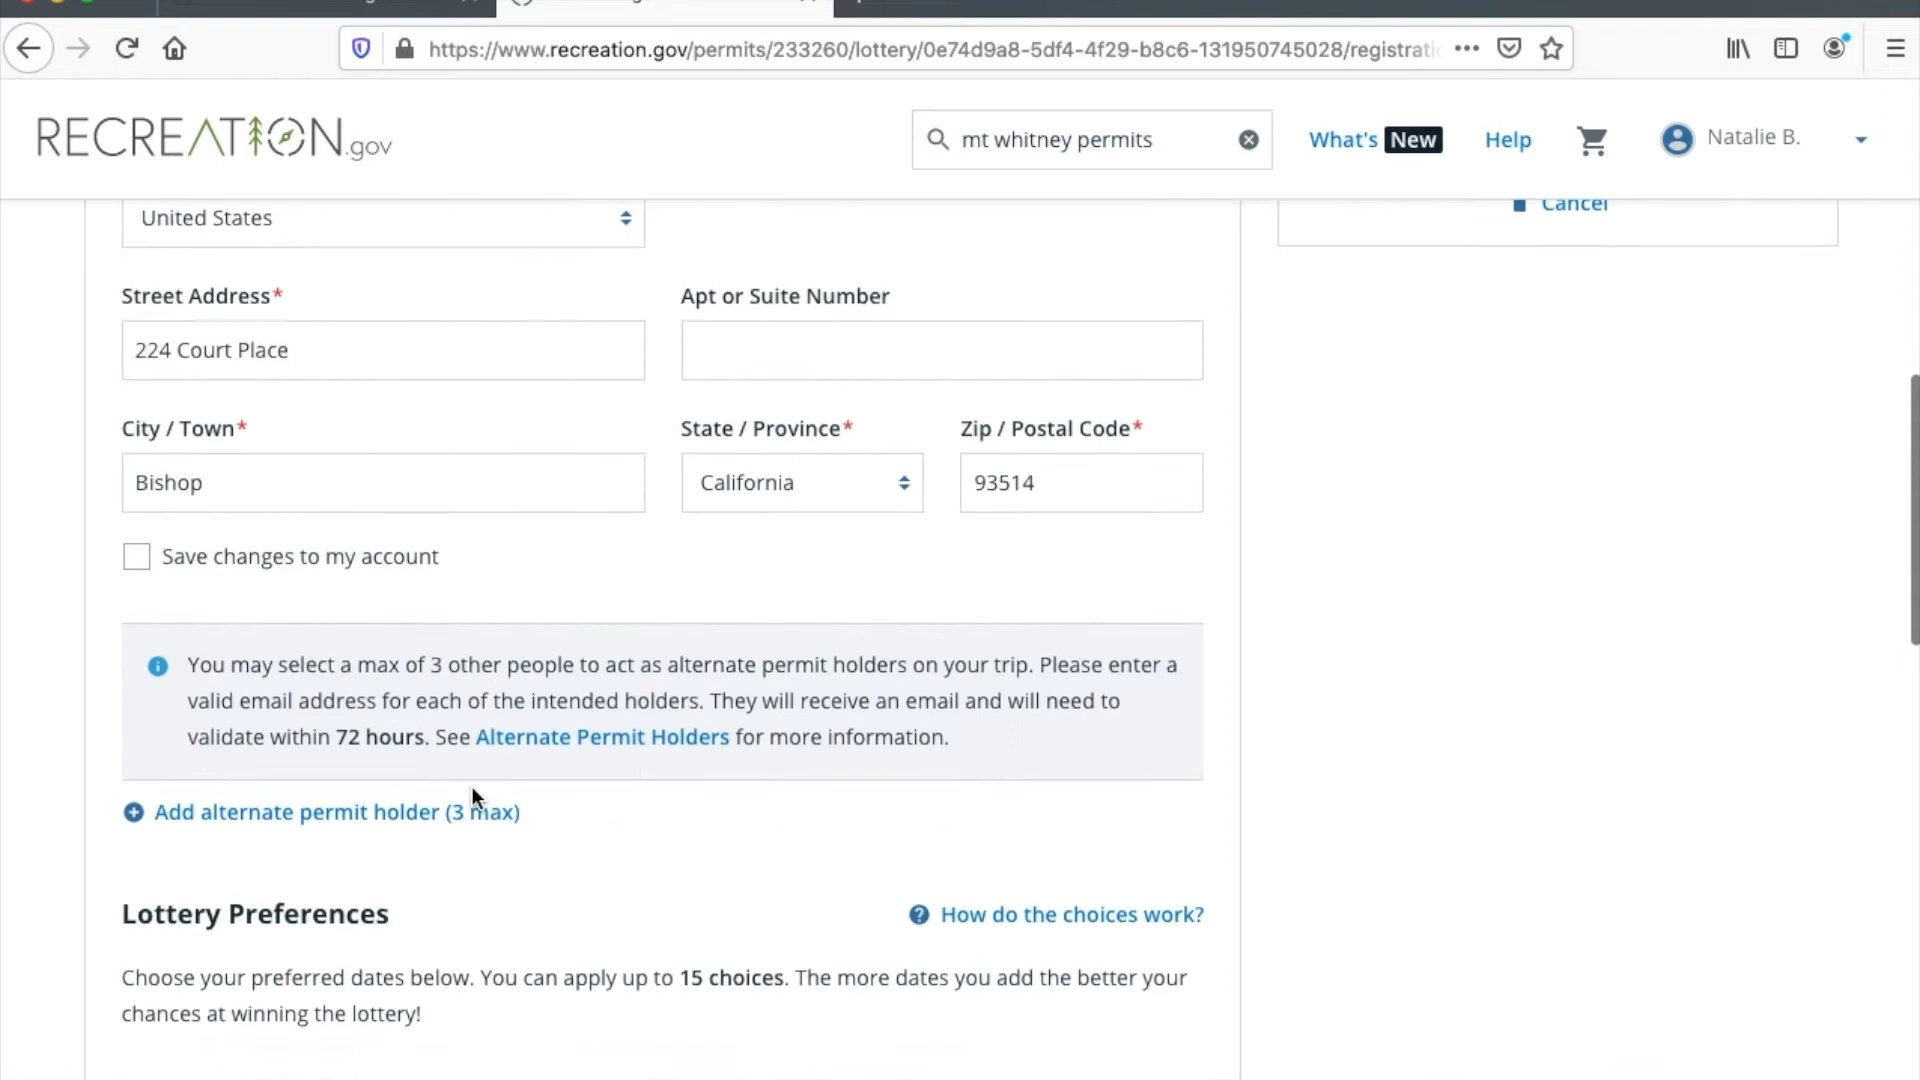 https://www.recreation.gov/permits/233260/lottery/0e74d9a8-5df4-4f29-b8c6-131950745028/registrati
RECREATION.gov
mt whitney permits
What's New
Help
Natalie B.
United States
Cancel
Street Address*
Apt or Suite Number
224 Court Place
City / Town*
State / Province*
Zip / Postal Code*
Bishop
California
93514
Save changes to my account
You may select a max of 3 other people to act as alternate permit holders on your trip. Please enter a
valid email address for each of the intended holders. They will receive an email and will need to
validate within 72 hours. See Alternate Permit Holders for more information.
Add alternate permit holder (3 max)
Lottery Preferences
How do the choices work?
Choose your preferred dates below. You can apply up to 15 choices. The more dates you add the better your
chances at winning the lottery!